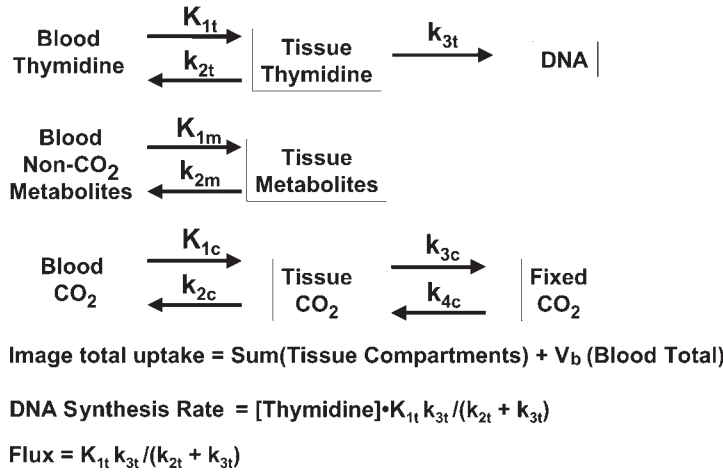 K₁ₜ
Blood
Thymidine
k₂ₜ
Tissue
Thymidine
k₃ₜ
DNA
Blood
Non-CO₂
Metabolites
K₁ₘ
k₂ₘ
Tissue
Metabolites
Blood
CO₂
K₁c
k₂c
Tissue
CO₂
k₃c
k₄c
Fixed
CO₂
Image total uptake = Sum(Tissue Compartments) + Vb (Blood Total)
DNA Synthesis Rate = [Thymidine]•K₁ₜ k₃ₜ/(k₂ₜ + k₃ₜ)
Flux = K₁ₜ k₃ₜ/(k₂ₜ + k₃ₜ)